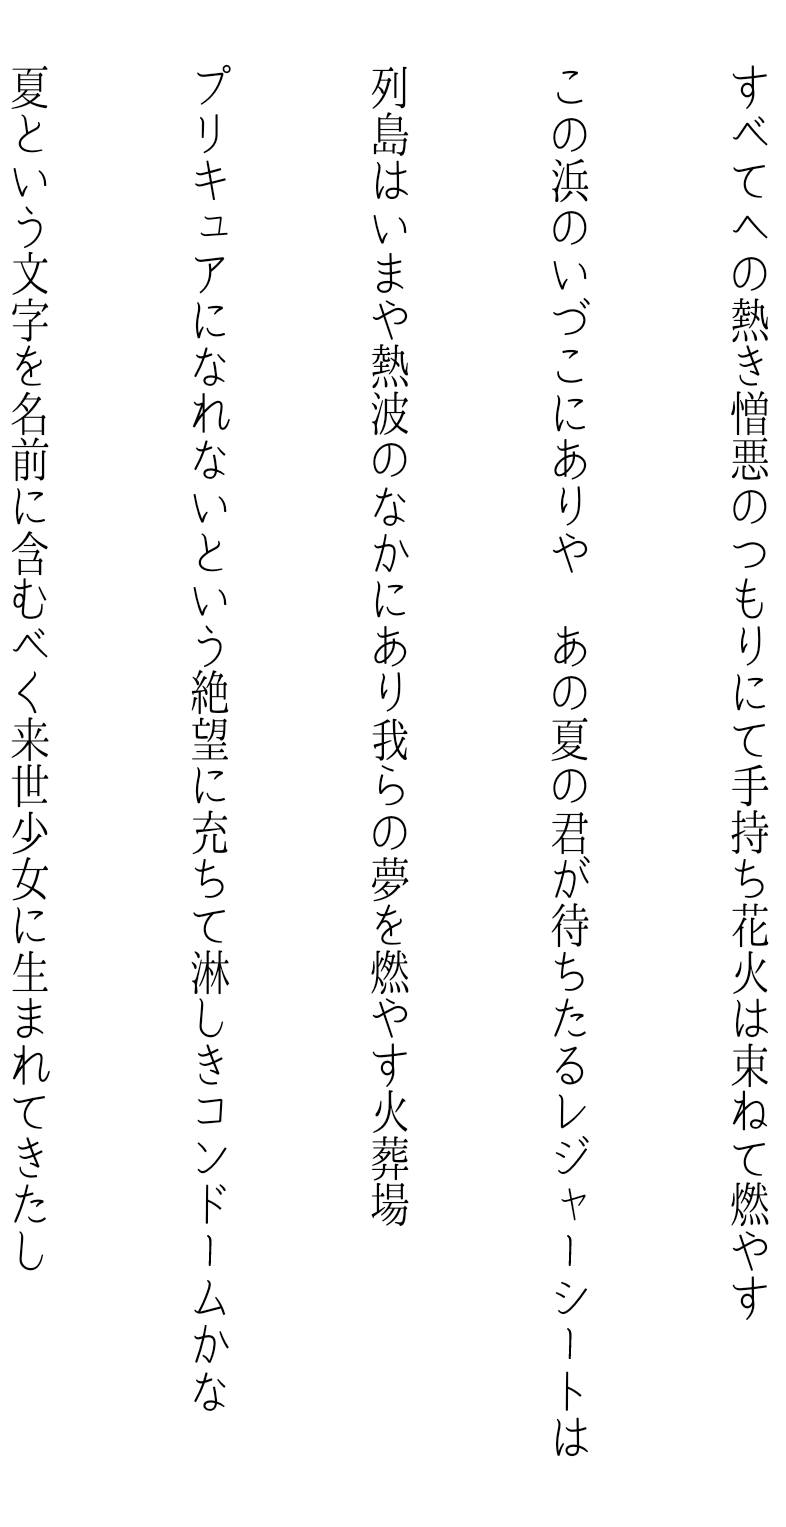 すべてへの熱き憎悪のつもりにて手持ち花火は束ねて燃やす
この浜のいづこにありや　あの夏の君が待ちたるレジャーシートは
列島はいまや熱波のなかにあり我らの夢を燃やす火葬場
プリキュアになれないという絶望に充ちて淋しきコンドームかな
夏という文字を名前に含むべく来世少女に生まれてきたし